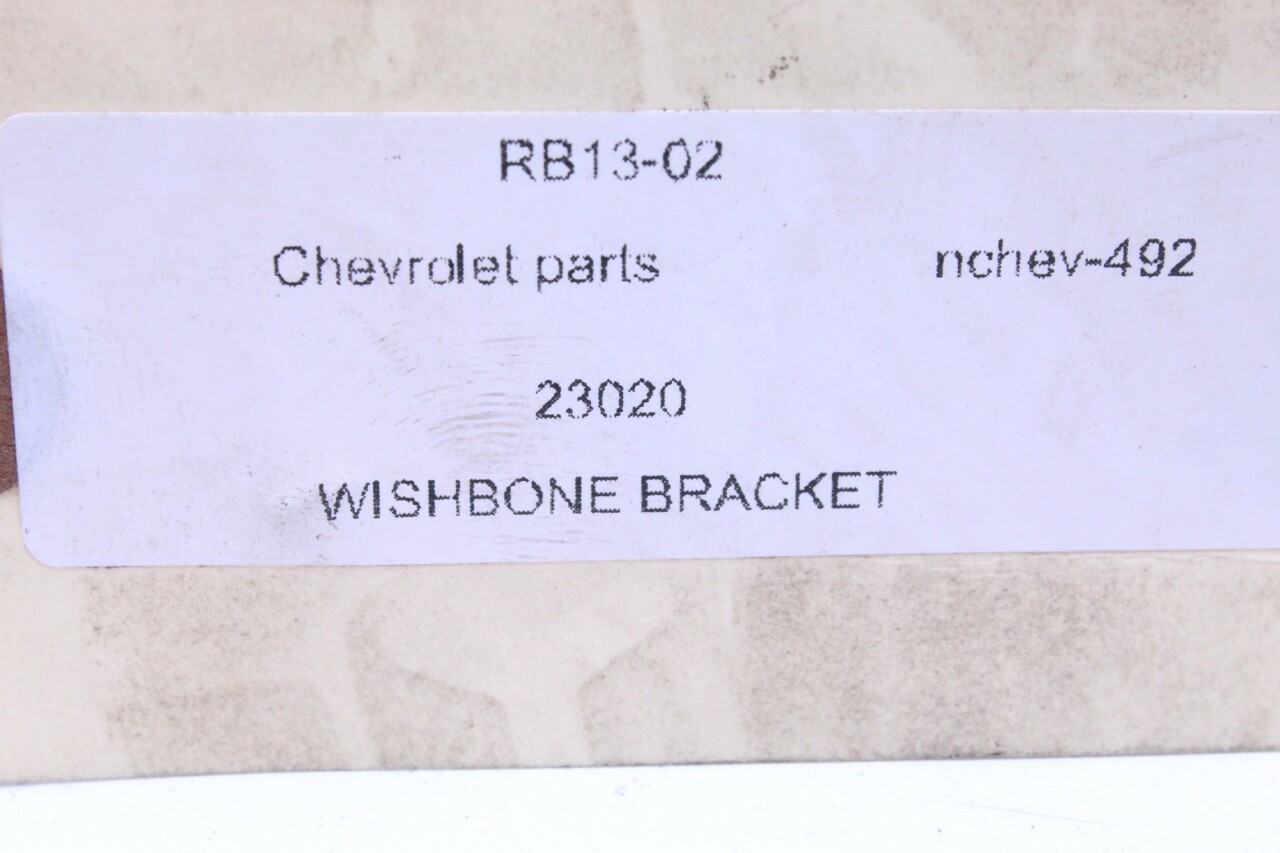 RB13-02
Chevrolet parts nchev-492
23020
WISHBONE BRACKET